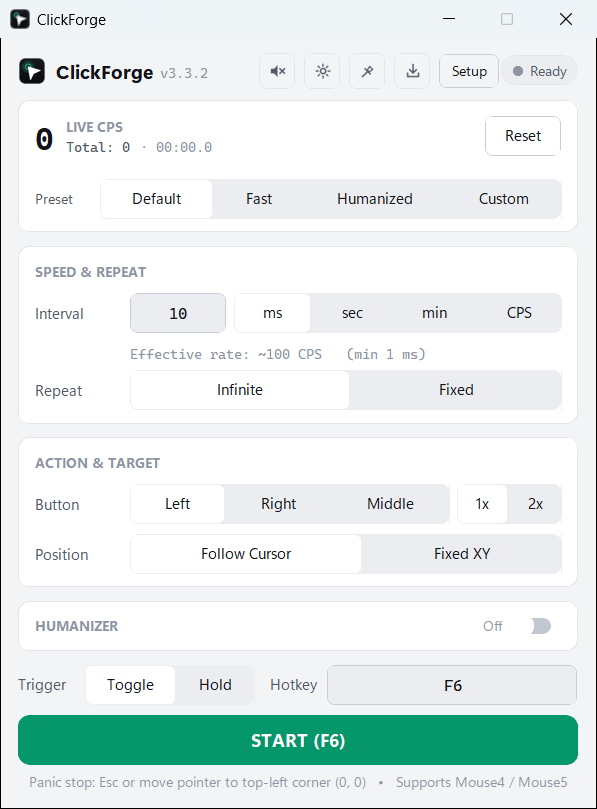 ClickForge
ClickForge v3.3.2 Setup Ready
0 LIVE CPS
Total: 0 · 00:00.0 Reset
Preset Default Fast Humanized Custom
SPEED & REPEAT
Interval 10 ms sec min CPS
Effective rate: ~100 CPS (min 1 ms)
Repeat Infinite Fixed
ACTION & TARGET
Button Left Right Middle 1x 2x
Position Follow Cursor Fixed XY
HUMANIZER Off
Trigger Toggle Hold Hotkey F6
START (F6)
Panic stop: Esc or move pointer to top-left corner (0, 0) • Supports Mouse4 / Mouse5